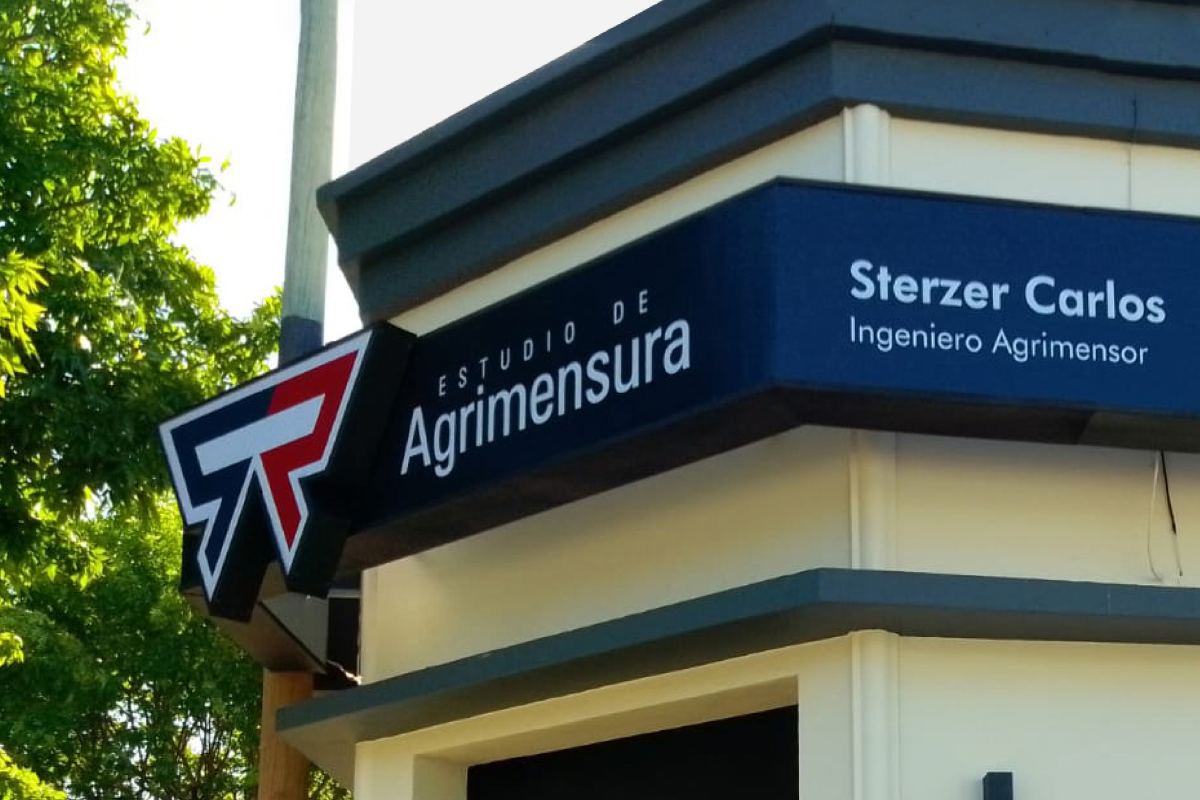 ESTUDIO DE
Agrimensura
Sterzer Carlos
Ingeniero Agrimensor